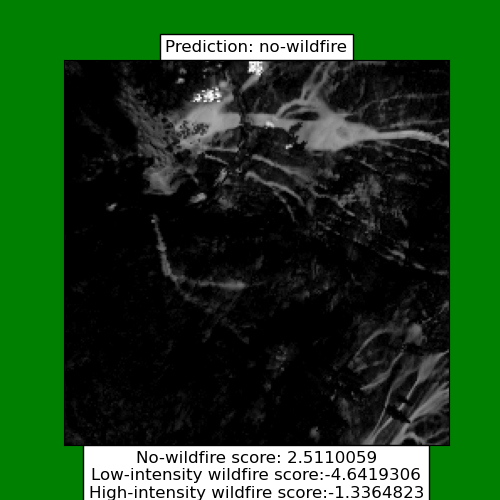 Prediction: no-wildfire
No-wildfire score: 2.5110059
Low-intensity wildfire score:-4.6419306
High-intensity wildfire score:-1.3364823